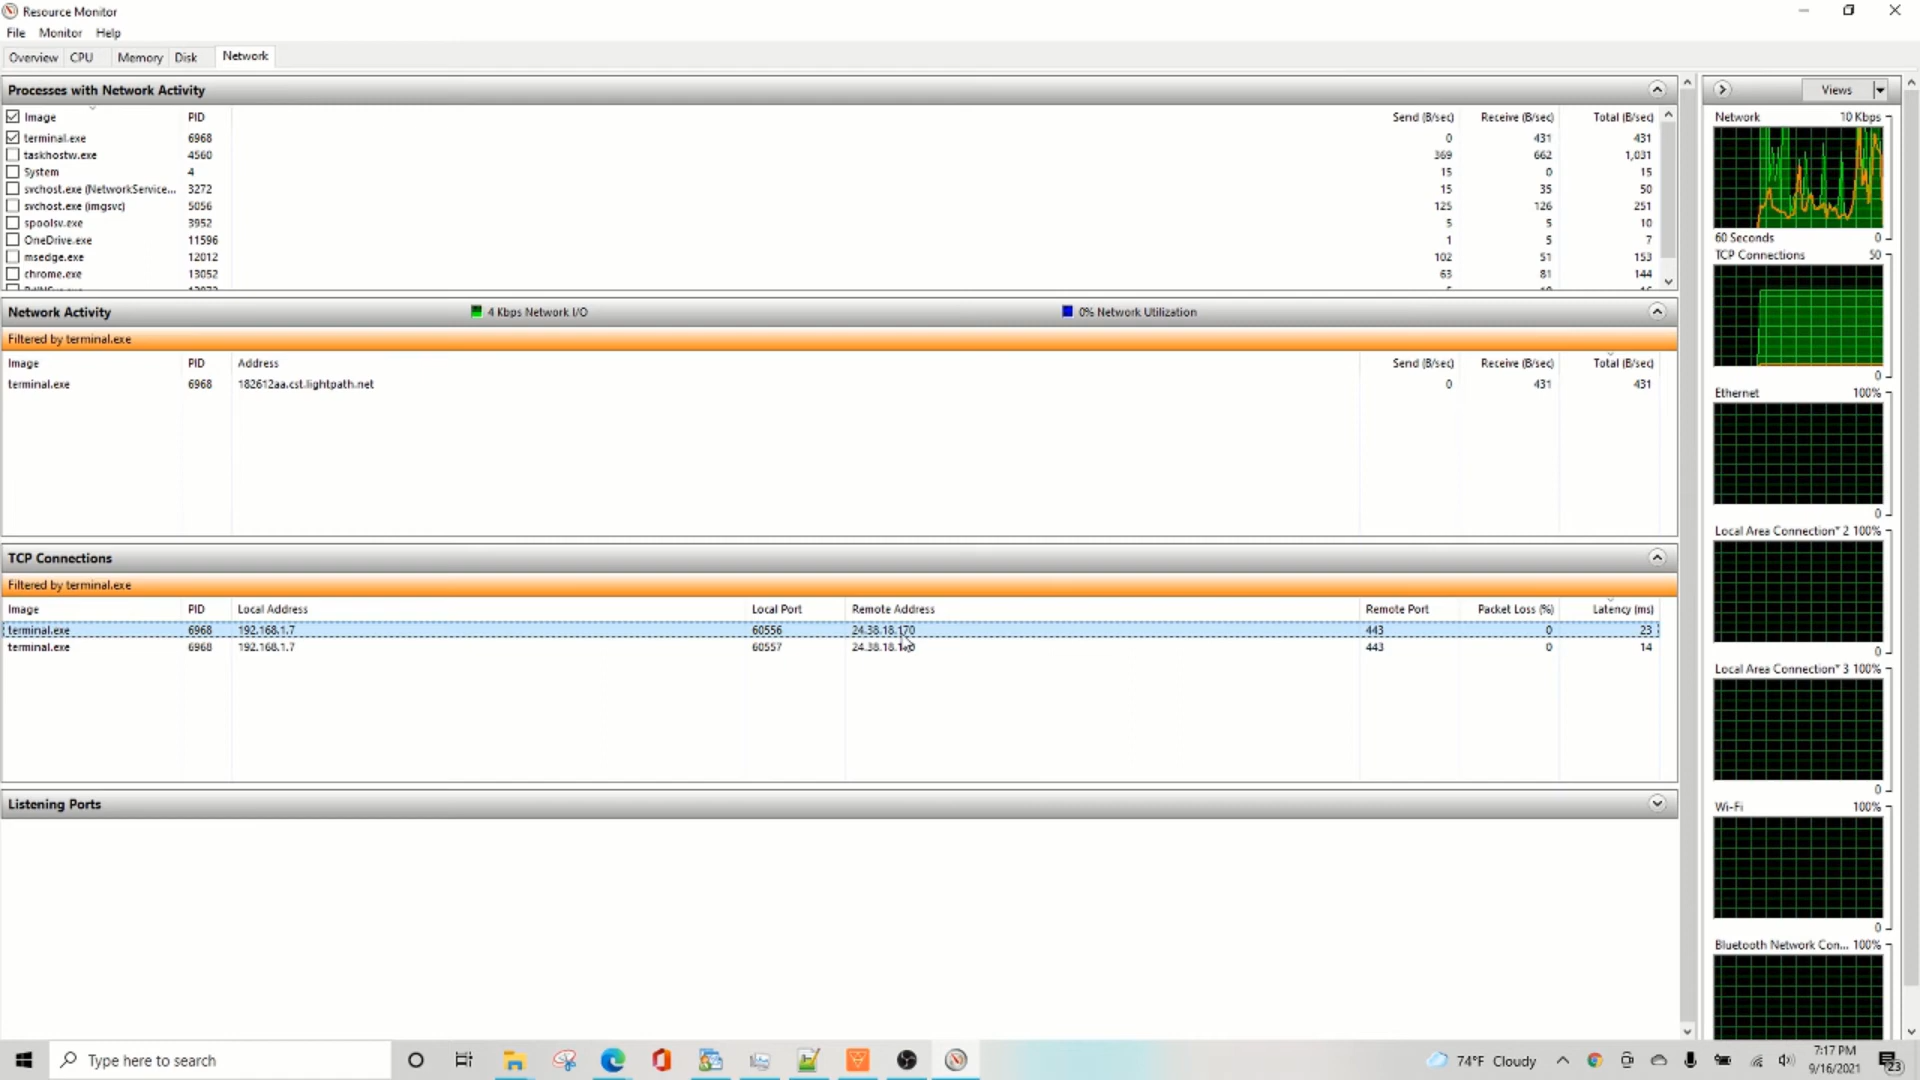 Resource Monitor
File Monitor Help
Overview CPU Memory Disk Network
Processes with Network Activity
Image PID Send (B/sec) Receive (B/sec) Total (B/sec)
terminal.exe 6968 0 431 431
taskhostw.exe 4560 369 662 1,031
System 4 15 0 15
svchost.exe (NetworkService... 3272 15 35 50
svchost.exe (imgsvc) 5056 125 126 251
spoolsv.exe 3952 5 5 10
OneDrive.exe 11596 1 5 7
msedge.exe 12012 102 51 153
chrome.exe 13052 63 81 144
Network Activity 4 Kbps Network I/O 0% Network Utilization
Filtered by terminal.exe
Image PID Address Send (B/sec) Receive (B/sec) Total (B/sec)
terminal.exe 6968 182612aa.cst.lightpath.net 0 431 431
TCP Connections
Filtered by terminal.exe
Image PID Local Address Local Port Remote Address Remote Port Packet Loss (%) Latency (ms)
terminal.exe 6968 192.168.1.7 60556 24.38.18.170 443 0 23
terminal.exe 6968 192.168.1.7 60557 443 0 14
Listening Ports
Views
Network 10 Kbps
60 Seconds 0
TCP Connections 50
0
Ethernet 100%
0
Local Area Connection* 2 100%
0
Local Area Connection* 3 100%
0
Wi-Fi 100%
0
Bluetooth Network Con... 100%
Type here to search
74°F Cloudy
7:17 PM
9/16/2021
23